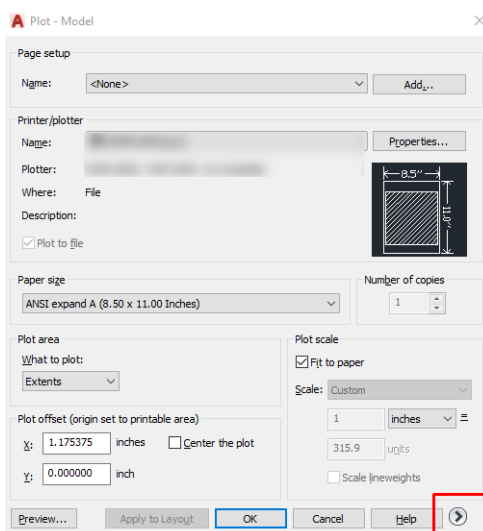 Plot - Model
Page setup
Name: <None> Add...
Printer/plotter
Name: Properties...
Plotter:
Where: File
Description:
Plot to file
8.5''
11.0''
Paper size
ANSI expand A (8.50 x 11.00 Inches)
Number of copies
1
Plot area
What to plot:
Extents
Plot scale
Fit to paper
Scale: Custom
1 inches =
315.9 units
Scale lineweights
Plot offset (origin set to printable area)
X: 1.175375 inches Center the plot
Y: 0.000000 inch
Preview... Apply to Layout OK Cancel Help